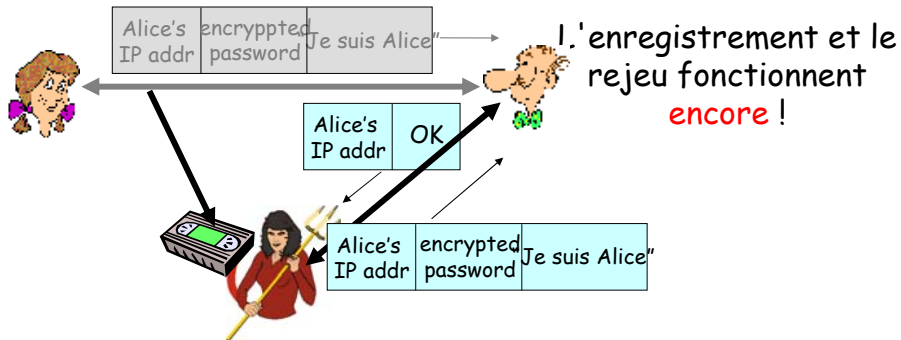 Alice's
IP addr
encryppted
password
Je suis Alice"
L'enregistrement et le
rejeu fonctionnent
encore !
Alice's
IP addr
OK
Alice's
IP addr
encrypted
password
Je suis Alice"